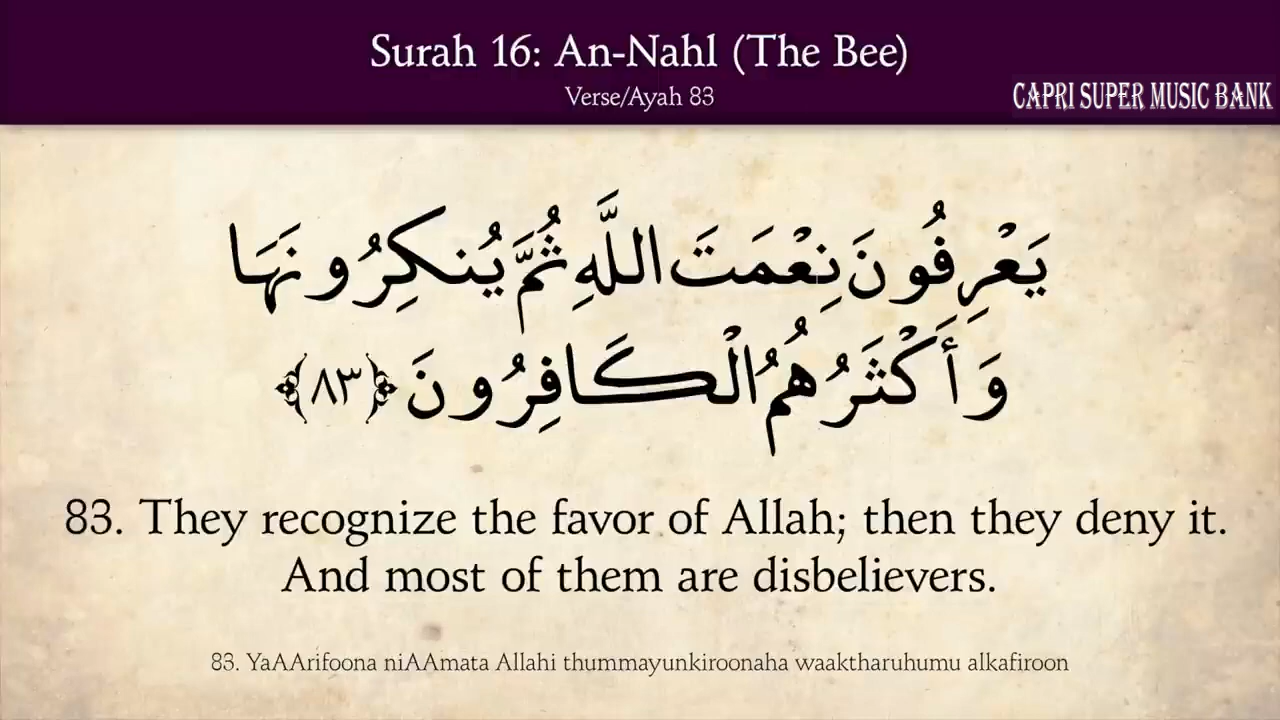 Surah 16: An-Nahl (The Bee)
Verse/Ayah 83
CAPRI SUPER MUSIC BANK
يَعْرِفُونَ نِعْمَتَ اللَّهِ ثُمَّ يُنكِرُونَهَا
وَأَكْثَرُهُمُ الْكَافِرُونَ ﴿٨٣﴾
83. They recognize the favor of Allah; then they deny it.
And most of them are disbelievers.
83. YaAArifoona niAAmata Allahi thummayunkiroonaha waaktharuhumu alkafiroon